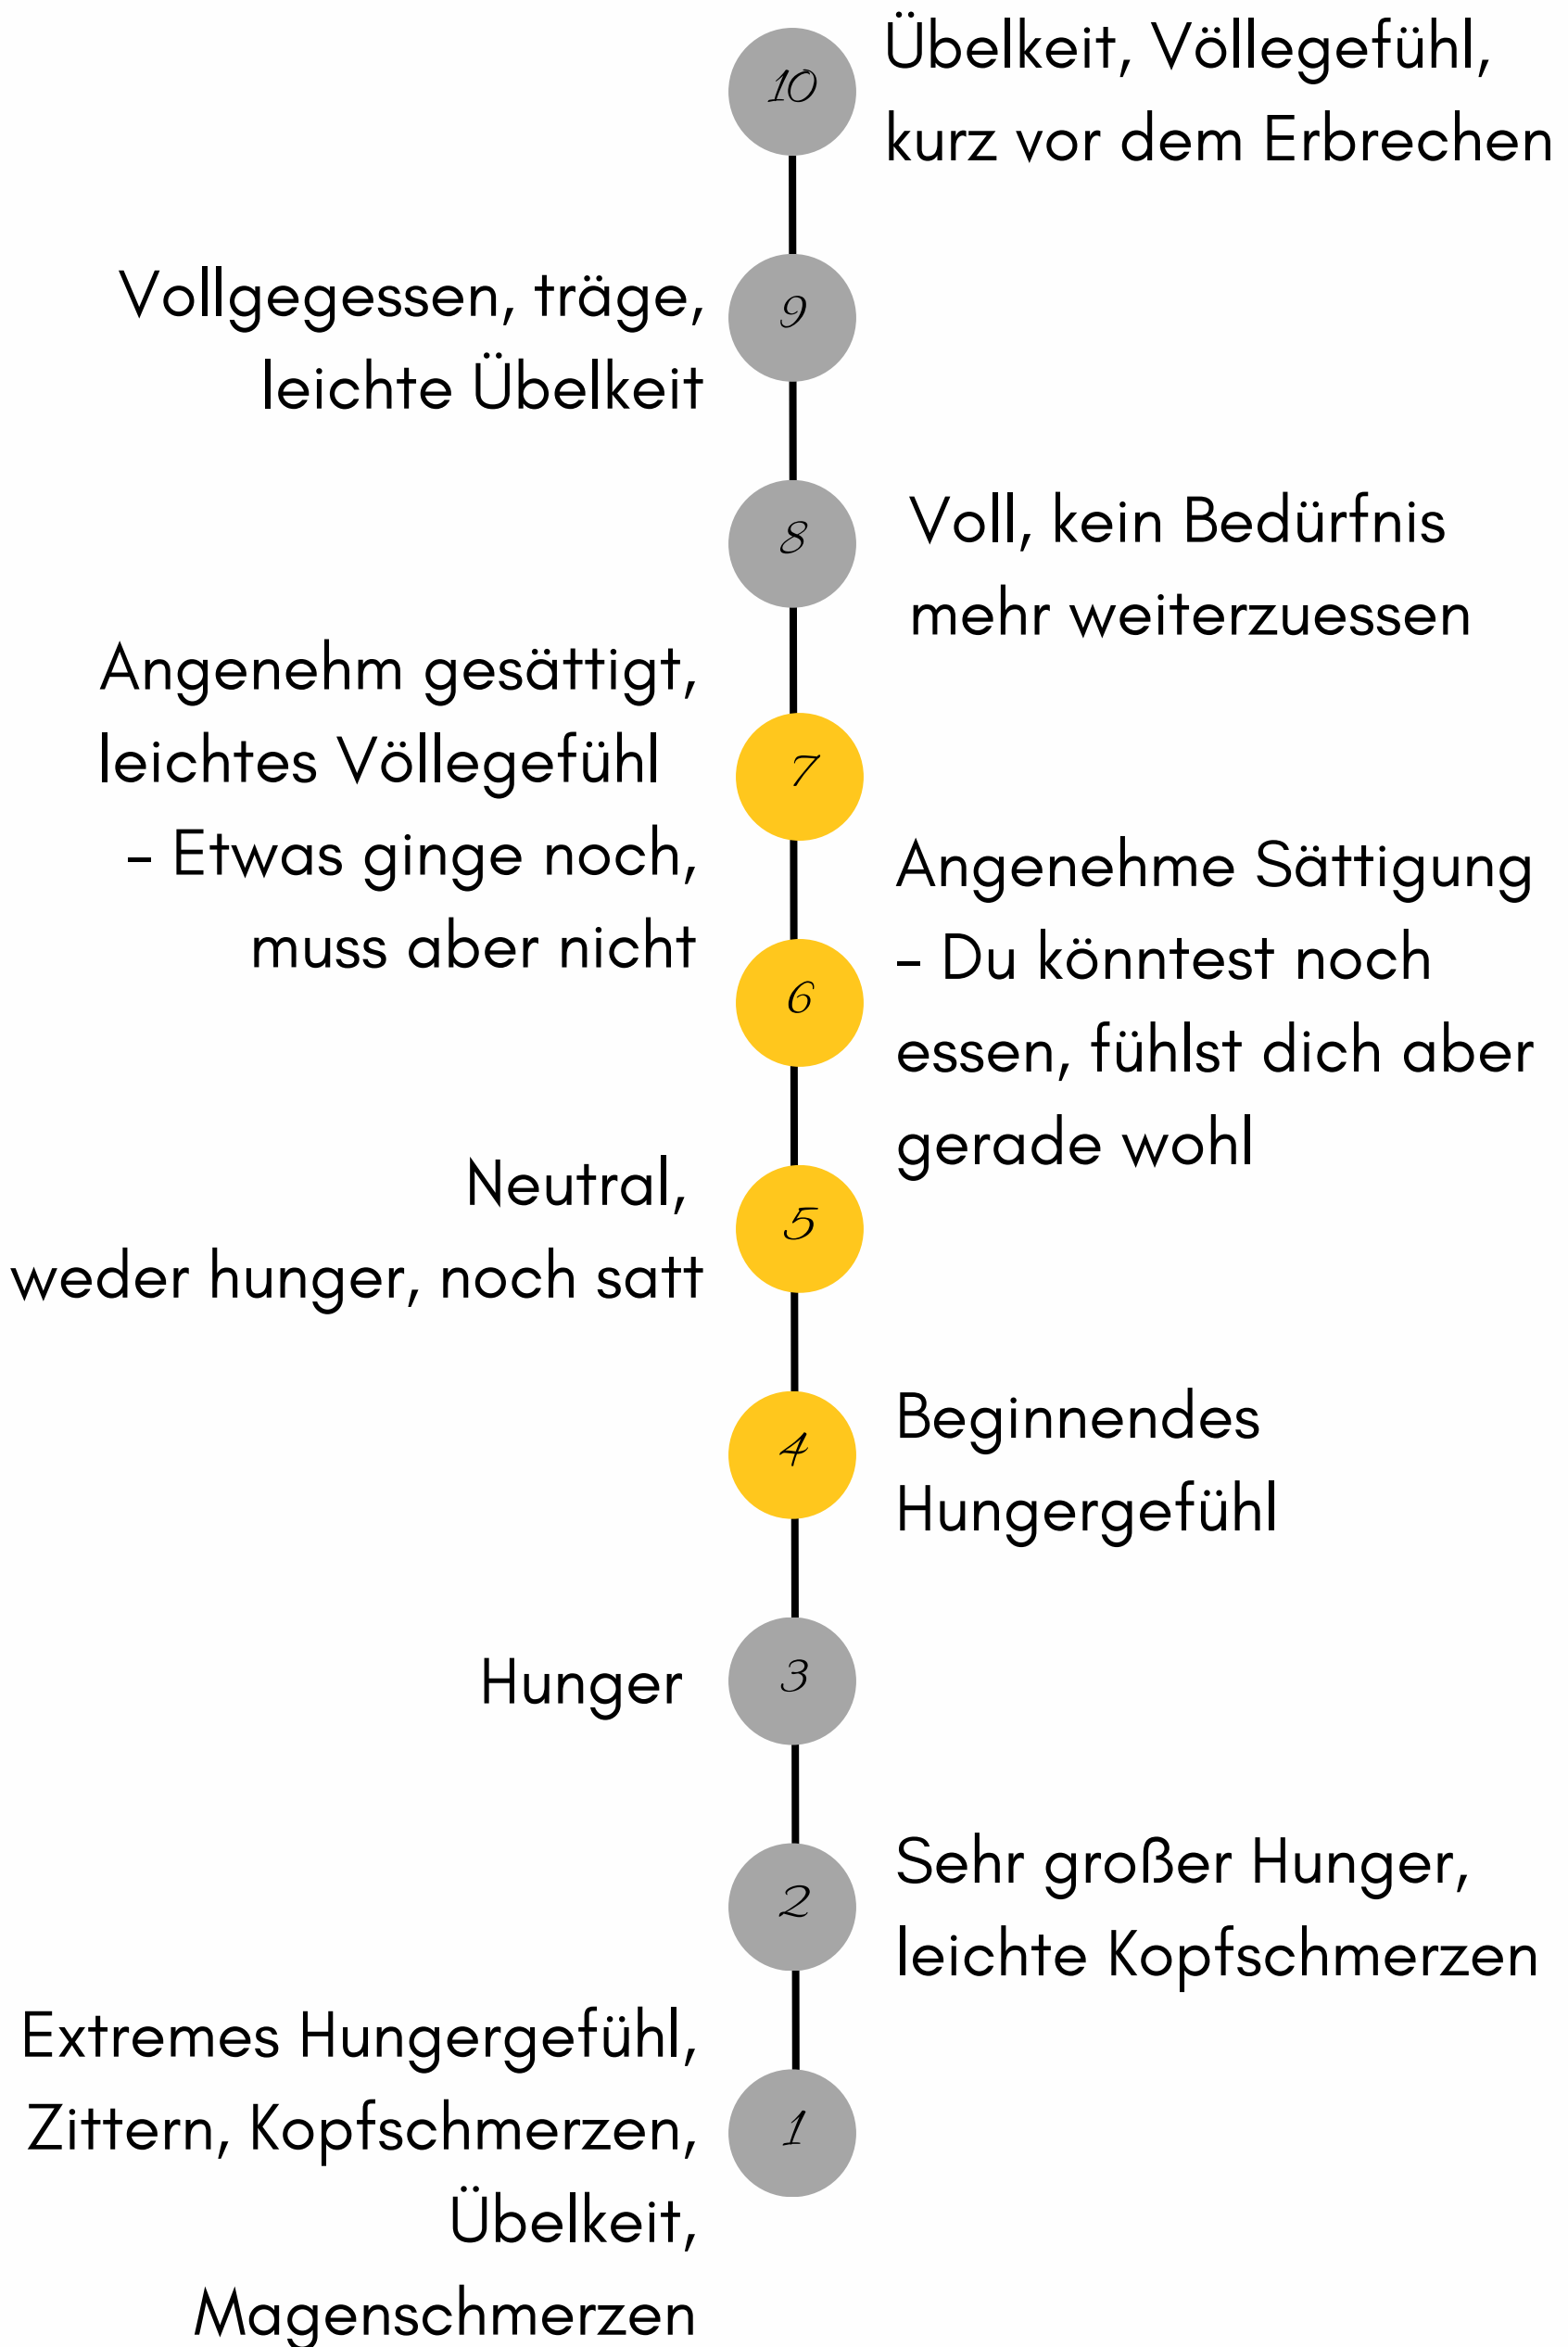 10
Übelkeit, Völlegefühl,
kurz vor dem Erbrechen
9
Vollgegessen, träge,
leichte Übelkeit
8
Voll, kein Bedürfnis
mehr weiterzuessen
7
Angenehm gesättigt,
leichtes Völlegefühl
- Etwas ginge noch,
muss aber nicht
6
Angenehme Sättigung
- Du könntest noch
essen, fühlst dich aber
gerade wohl
5
Neutral,
weder hunger, noch satt
4
Beginnendes
Hungergefühl
3
Hunger
2
Sehr großer Hunger,
leichte Kopfschmerzen
1
Extremes Hungergefühl,
Zittern, Kopfschmerzen,
Übelkeit,
Magenschmerzen